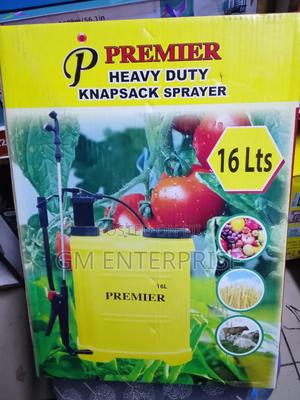 P PREMIER
HEAVY DUTY
KNAPSACK SPRAYER
16 Lts
GM ENTERPRISE
16L
PREMIER